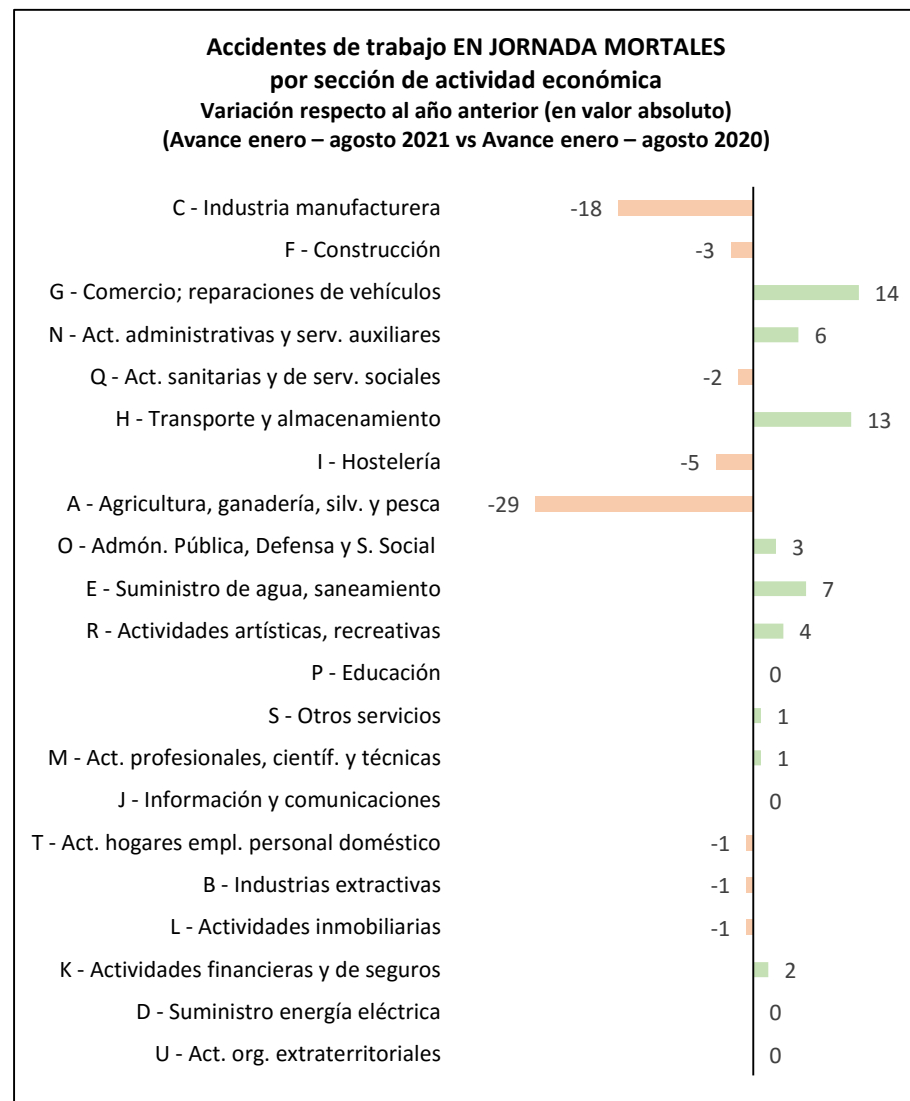 Accidentes de trabajo EN JORNADA MORTALES
por sección de actividad económica
Variación respecto al año anterior (en valor absoluto)
(Avance enero – agosto 2021 vs Avance enero – agosto 2020)
C - Industria manufacturera -18
F - Construcción -3
G - Comercio; reparaciones de vehículos 14
N - Act. administrativas y serv. auxiliares 6
Q - Act. sanitarias y de serv. sociales -2
H - Transporte y almacenamiento 13
I - Hostelería -5
A - Agricultura, ganadería, silv. y pesca -29
O - Admón. Pública, Defensa y S. Social 3
E - Suministro de agua, saneamiento 7
R - Actividades artísticas, recreativas 4
P - Educación 0
S - Otros servicios 1
M - Act. profesionales, científ. y técnicas 1
J - Información y comunicaciones 0
T - Act. hogares empl. personal doméstico -1
B - Industrias extractivas -1
L - Actividades inmobiliarias -1
K - Actividades financieras y de seguros 2
D - Suministro energía eléctrica 0
U - Act. org. extraterritoriales 0